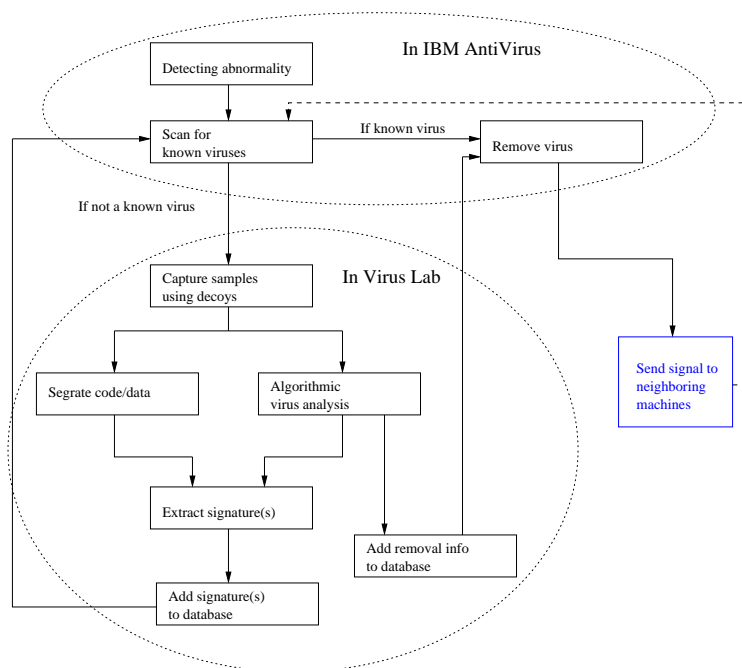 In IBM AntiVirus
Detecting abnormality
Scan for
known viruses
If known virus
Remove virus
If not a known virus
Capture samples
using decoys
In Virus Lab
Segrate code/data
Algorithmic
virus analysis
Send signal to
neighboring
machines
Extract signature(s)
Add removal info
to database
Add signature(s)
to database